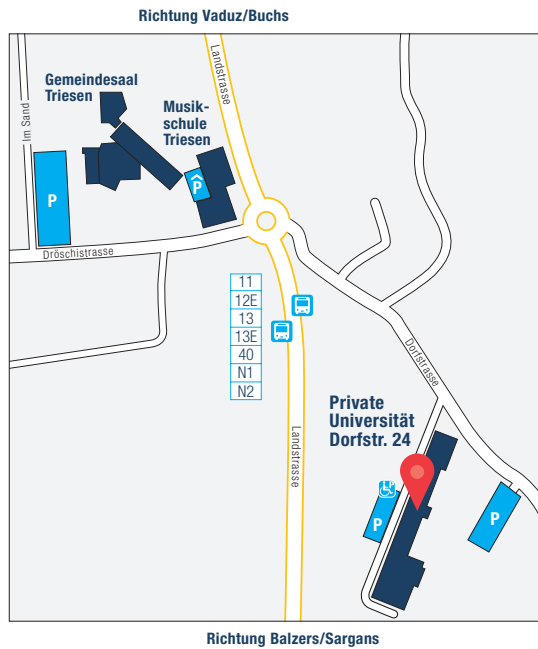 Richtung Vaduz/Buchs
Landstrasse
Gemeindesaal
Triesen
Im Sand
Musik-
schule
Triesen
P
P
Dröschistrasse
11
12E
13
13E
40
N1
N2
Landstrasse
Dorfstrasse
Private
Universität
Dorfstr. 24
P
P
Richtung Balzers/Sargans